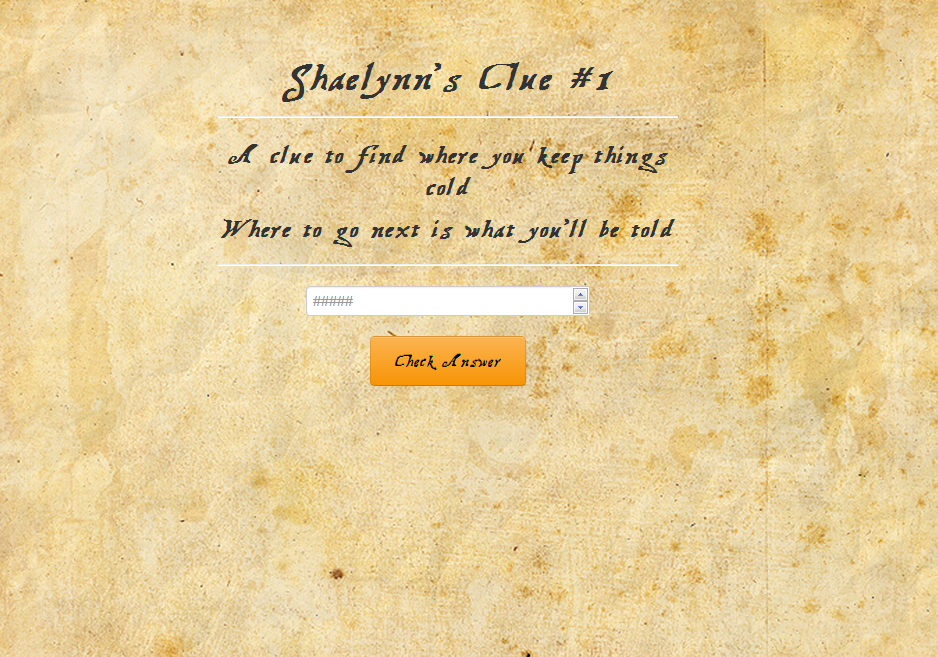 Shaelynn's Clue #1
A clue to find where you keep things
cold
Where to go next is what you'll be told
#####
Check Answer